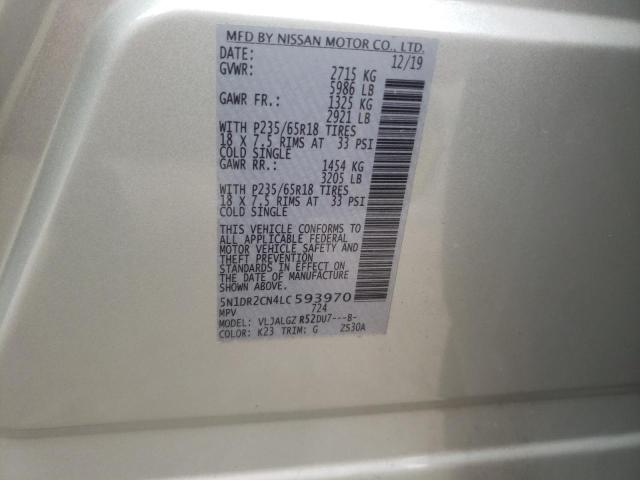 MFD BY NISSAN MOTOR CO., LTD.
DATE: 12/19
GVWR: 2715 KG
5986 LB
GAWR FR.: 1325 KG
2921 LB
WITH P235/65R18 TIRES
18 X 7.5 RIMS AT 33 PSI
COLD SINGLE
GAWR RR.: 1454 KG
3205 LB
WITH P235/65R18 TIRES
18 X 7.5 RIMS AT 33 PSI
COLD SINGLE
THIS VEHICLE CONFORMS TO
ALL APPLICABLE FEDERAL
MOTOR VEHICLE SAFETY AND
THEFT PREVENTION
STANDARDS IN EFFECT ON
THE DATE OF MANUFACTURE
SHOWN ABOVE.
5N1DR2CN4LC593970
MPV 724
MODEL: VLJALGZ R52DU7---B-
COLOR: K23 TRIM: G ZS30A